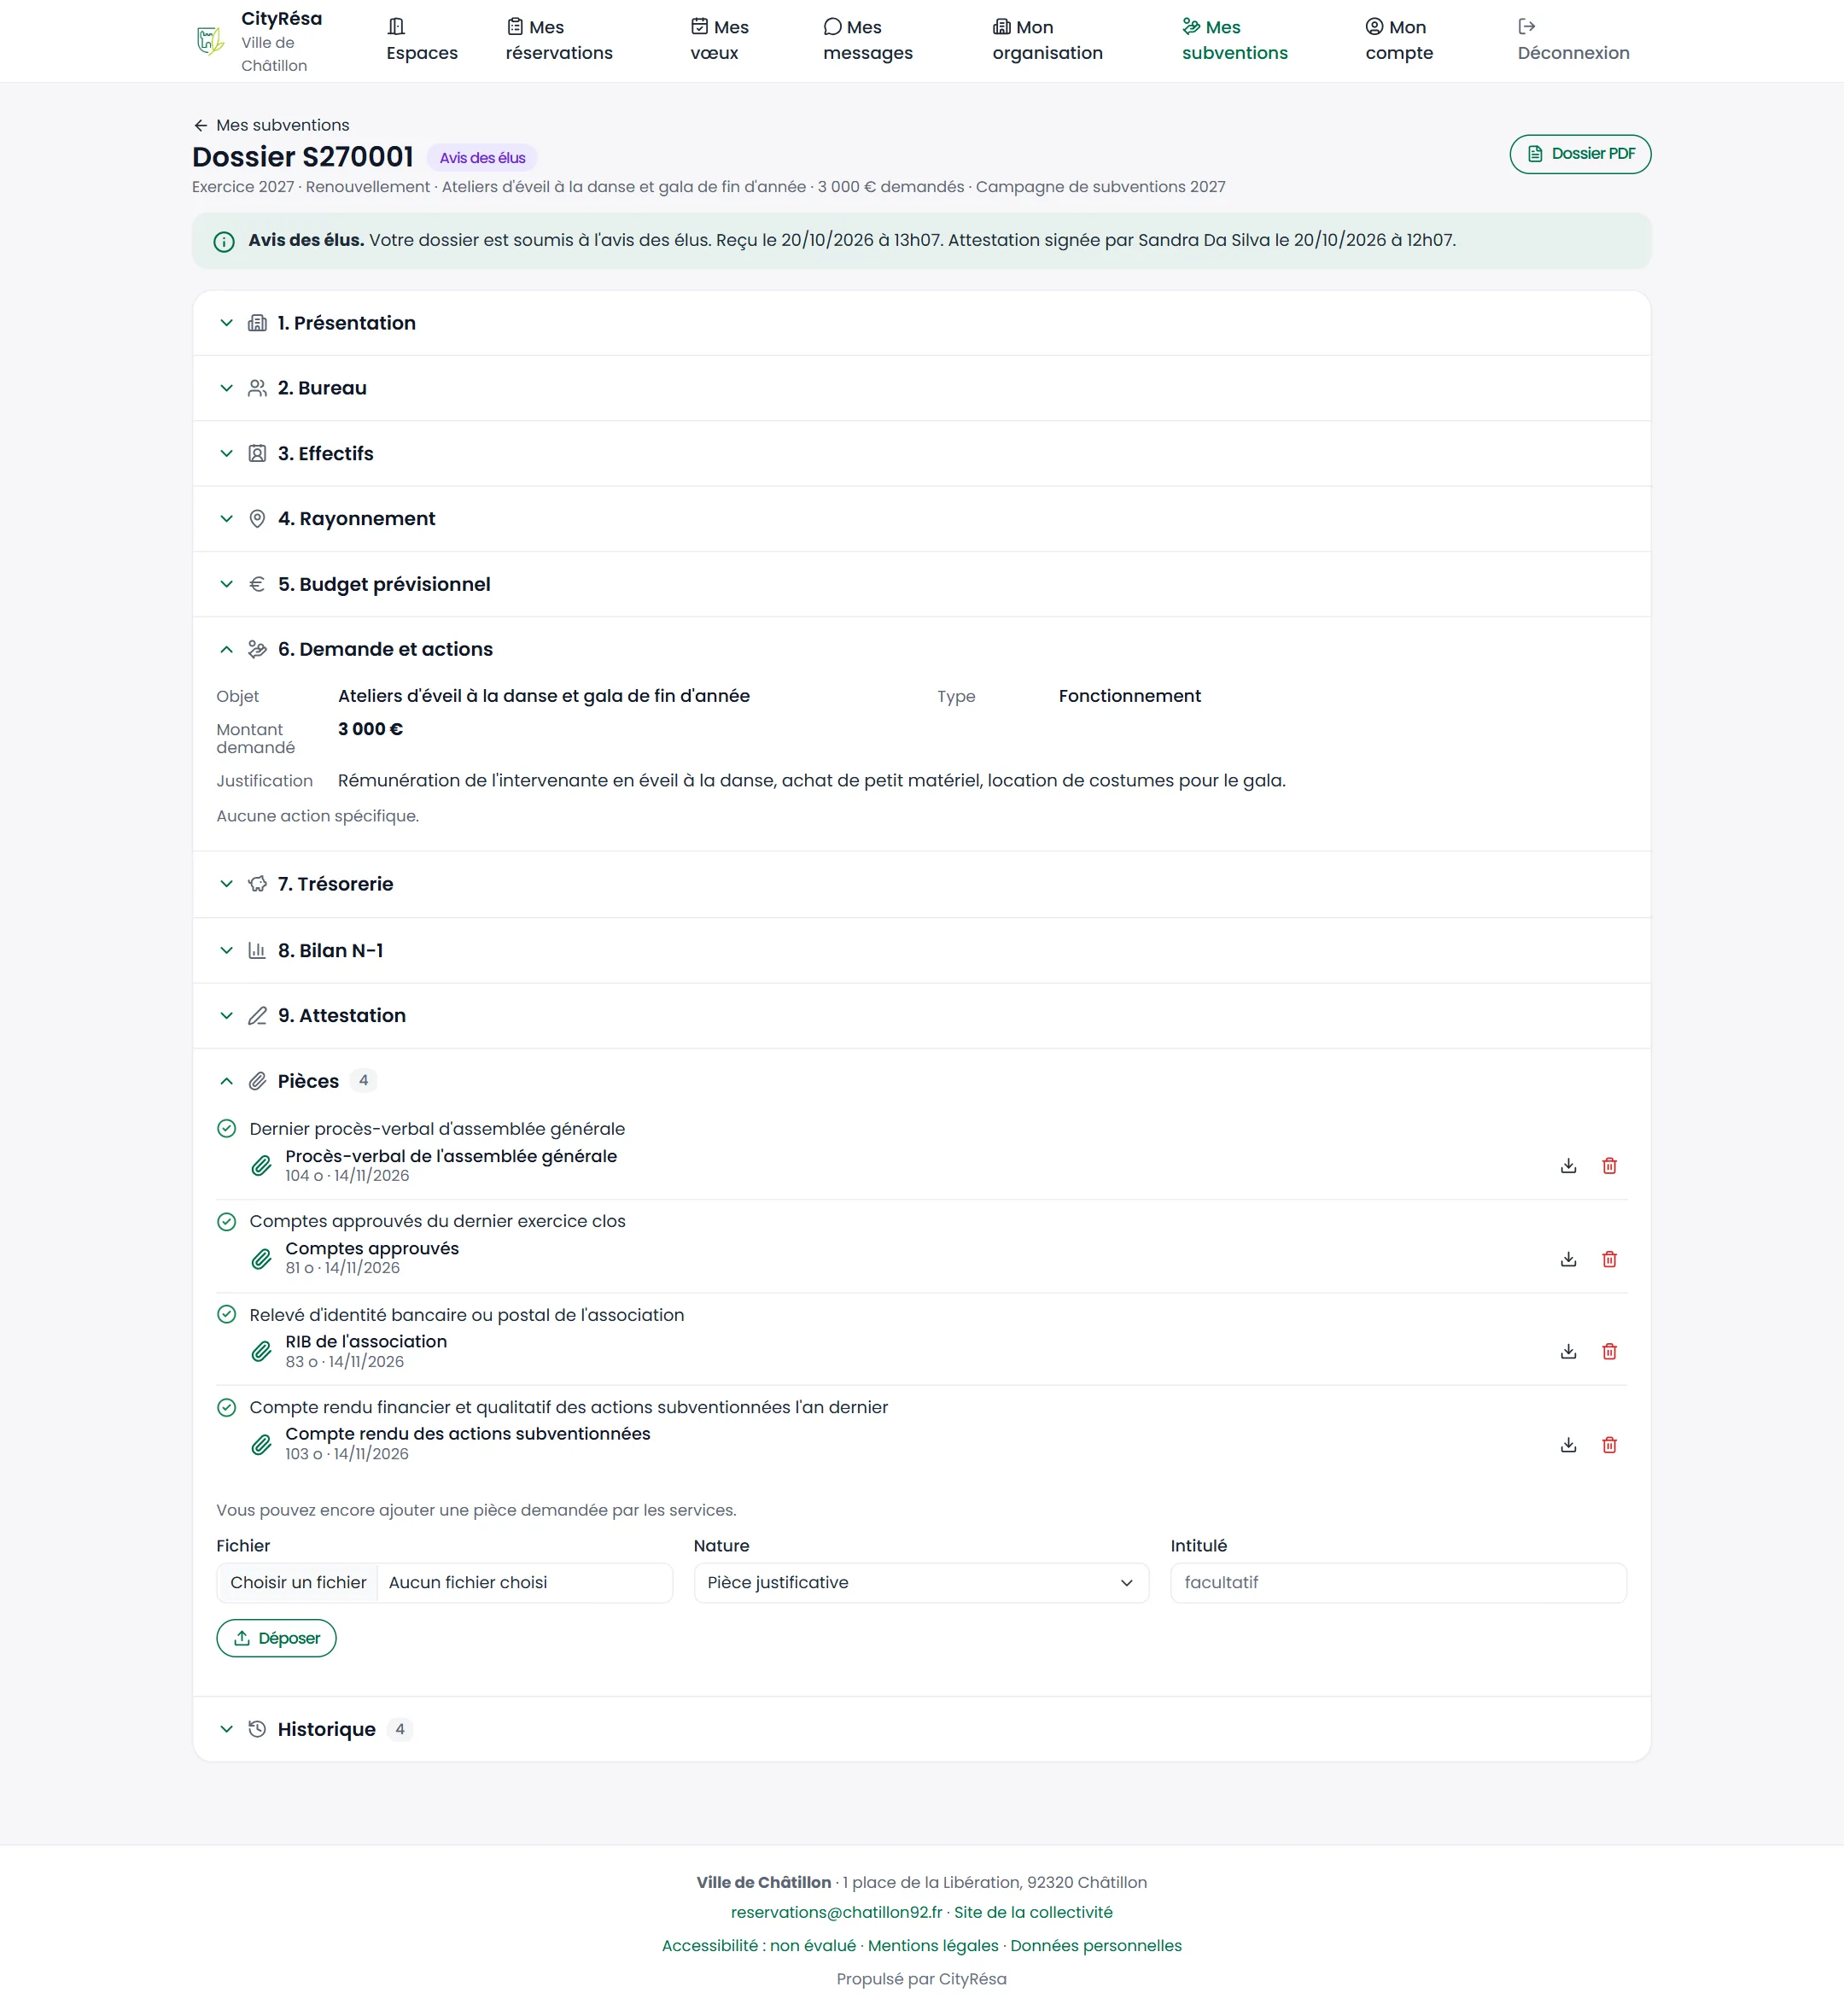 CityRésa
Ville de
Châtillon
Espaces
Mes
réservations
Mes
vœux
Mes
messages
Mon
organisation
Mes
subventions
Mon
compte
Déconnexion
← Mes subventions
Dossier S270001 Avis des élus
Dossier PDF
Exercice 2027 · Renouvellement · Ateliers d'éveil à la danse et gala de fin d'année · 3 000 € demandés · Campagne de subventions 2027
Avis des élus. Votre dossier est soumis à l'avis des élus. Reçu le 20/10/2026 à 13h07. Attestation signée par Sandra Da Silva le 20/10/2026 à 12h07.
1. Présentation
2. Bureau
3. Effectifs
4. Rayonnement
5. Budget prévisionnel
6. Demande et actions
Objet Ateliers d'éveil à la danse et gala de fin d'année Type Fonctionnement
Montant demandé 3 000 €
Justification Rémunération de l'intervenante en éveil à la danse, achat de petit matériel, location de costumes pour le gala.
Aucune action spécifique.
7. Trésorerie
8. Bilan N-1
9. Attestation
Pièces 4
Dernier procès-verbal d'assemblée générale
Procès-verbal de l'assemblée générale
104 o · 14/11/2026
Comptes approuvés du dernier exercice clos
Comptes approuvés
81 o · 14/11/2026
Relevé d'identité bancaire ou postal de l'association
RIB de l'association
83 o · 14/11/2026
Compte rendu financier et qualitatif des actions subventionnées l'an dernier
Compte rendu des actions subventionnées
103 o · 14/11/2026
Vous pouvez encore ajouter une pièce demandée par les services.
Fichier Nature Intitulé
Choisir un fichier Aucun fichier choisi Pièce justificative facultatif
Déposer
Historique 4
Ville de Châtillon · 1 place de la Libération, 92320 Châtillon
reservations@chatillon92.fr · Site de la collectivité
Accessibilité : non évalué · Mentions légales · Données personnelles
Propulsé par CityRésa